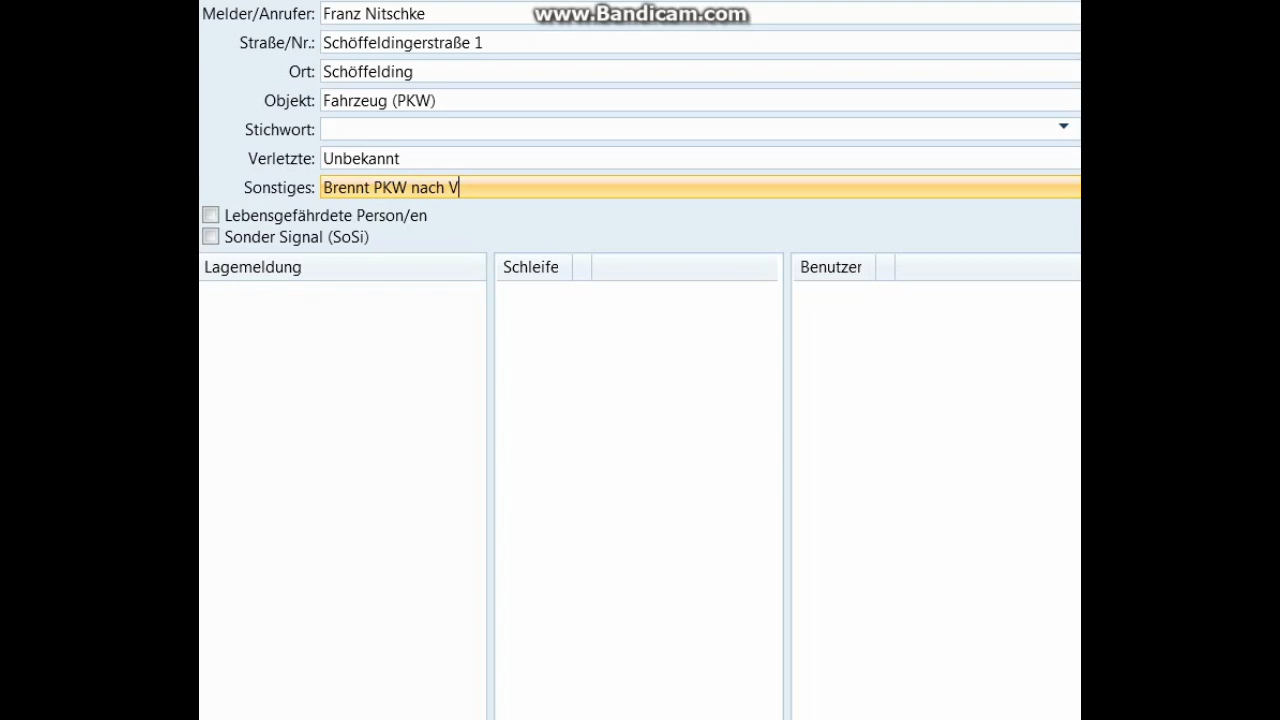 www.Bandicam.com
Melder/Anrufer: Franz Nitschke
Straße/Nr.: Schöffeldingerstraße 1
Ort: Schöffelding
Objekt: Fahrzeug (PKW)
Stichwort:
Verletzte: Unbekannt
Sonstiges: Brennt PKW nach V
Lebensgefährdete Person/en
Sonder Signal (SoSi)
Lagemeldung Schleife Benutzer